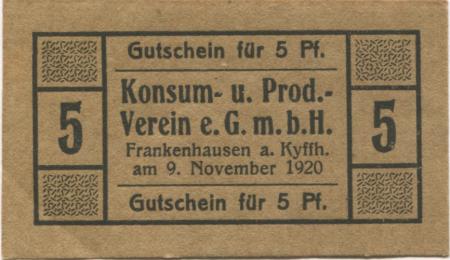 Gutschein für 5 Pf.
5
Konsum- u. Prod.-
Verein e. G. m. b. H.
Frankenhausen a. Kyffh.
am 9. November 1920
5
Gutschein für 5 Pf.